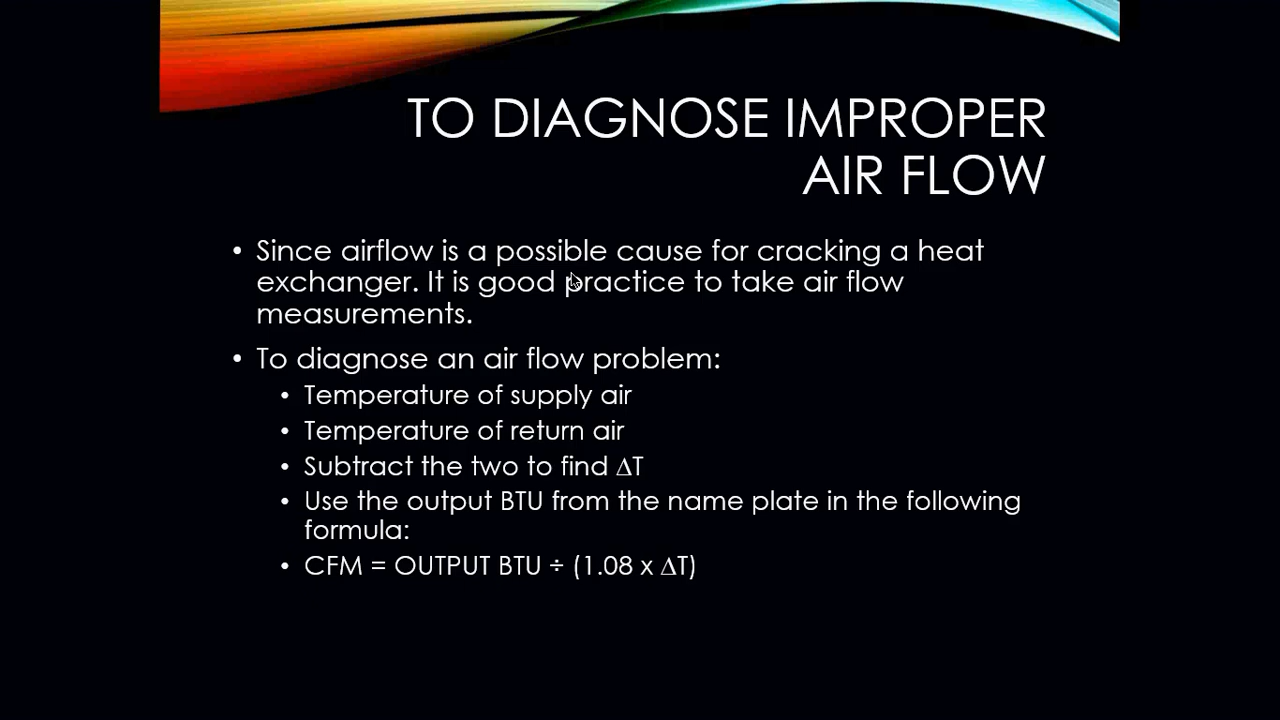 TO DIAGNOSE IMPROPER
AIR FLOW
• Since airflow is a possible cause for cracking a heat
exchanger. It is good practice to take air flow
measurements.
• To diagnose an air flow problem:
• Temperature of supply air
• Temperature of return air
• Subtract the two to find ∆T
• Use the output BTU from the name plate in the following
formula:
• CFM = OUTPUT BTU ÷ (1.08 x ∆T)